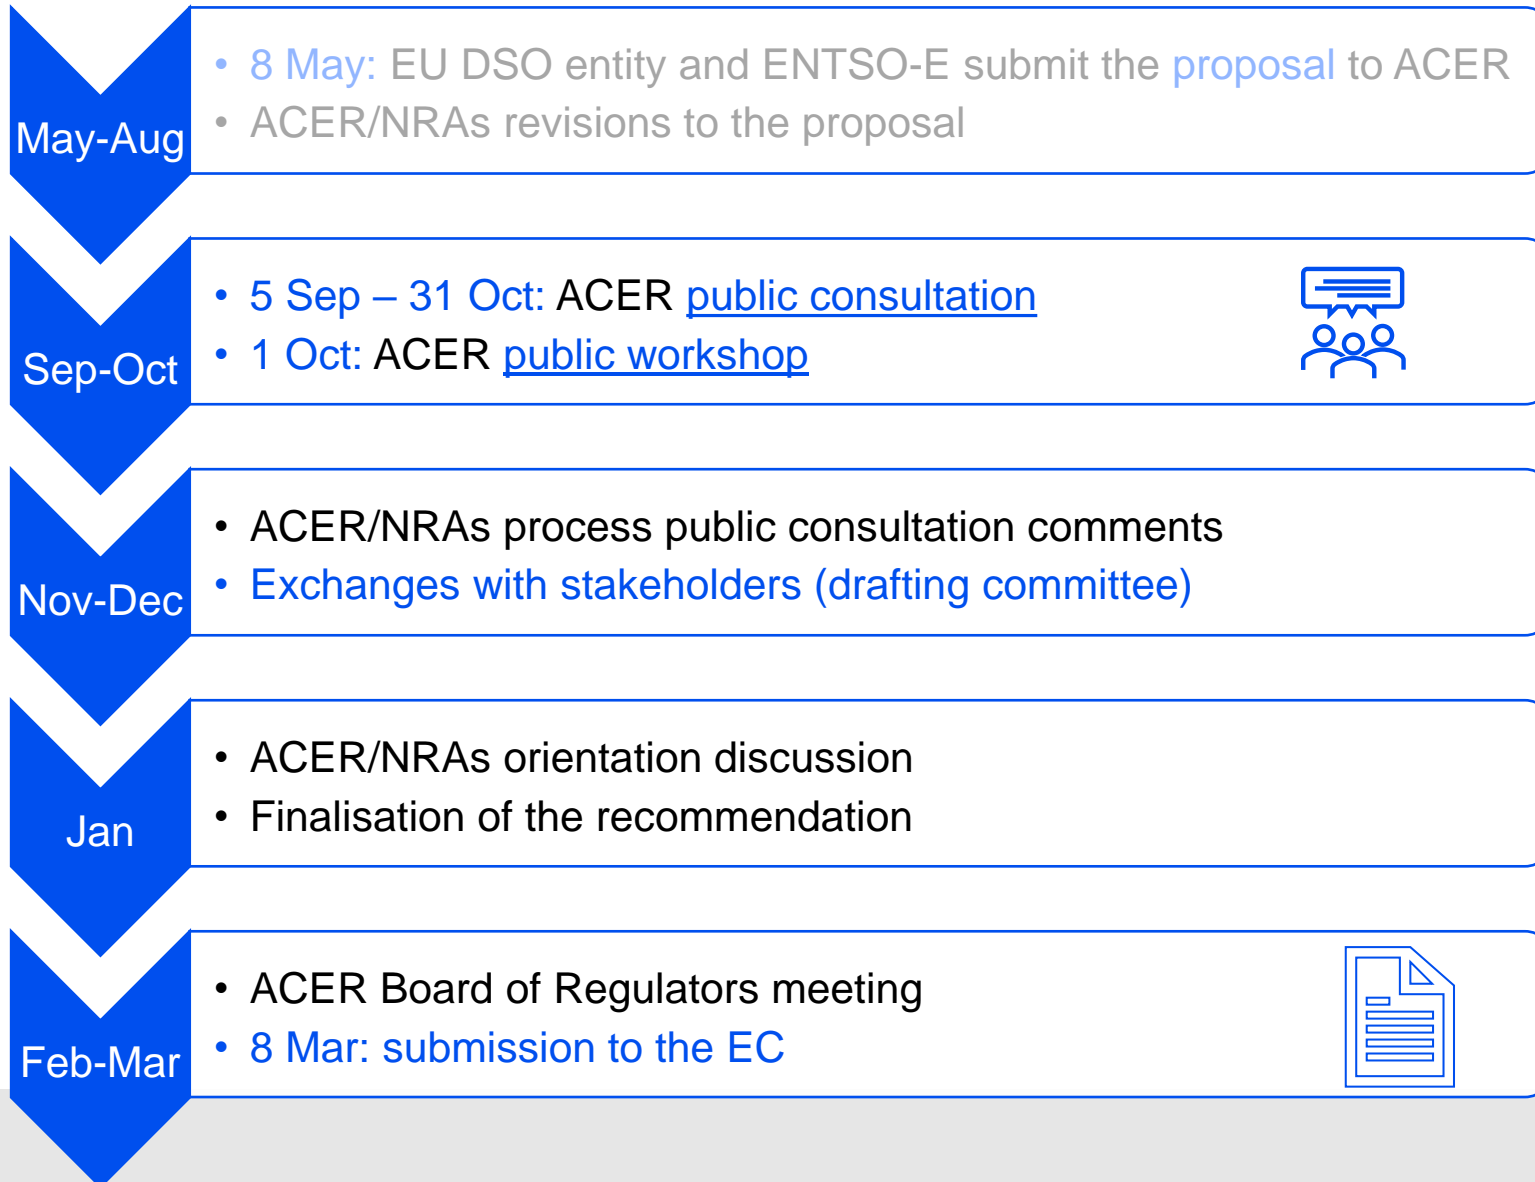 May-Aug
• 8 May: EU DSO entity and ENTSO-E submit the proposal to ACER
• ACER/NRAs revisions to the proposal
Sep-Oct
• 5 Sep – 31 Oct: ACER public consultation
• 1 Oct: ACER public workshop
Nov-Dec
• ACER/NRAs process public consultation comments
• Exchanges with stakeholders (drafting committee)
Jan
• ACER/NRAs orientation discussion
• Finalisation of the recommendation
Feb-Mar
• ACER Board of Regulators meeting
• 8 Mar: submission to the EC